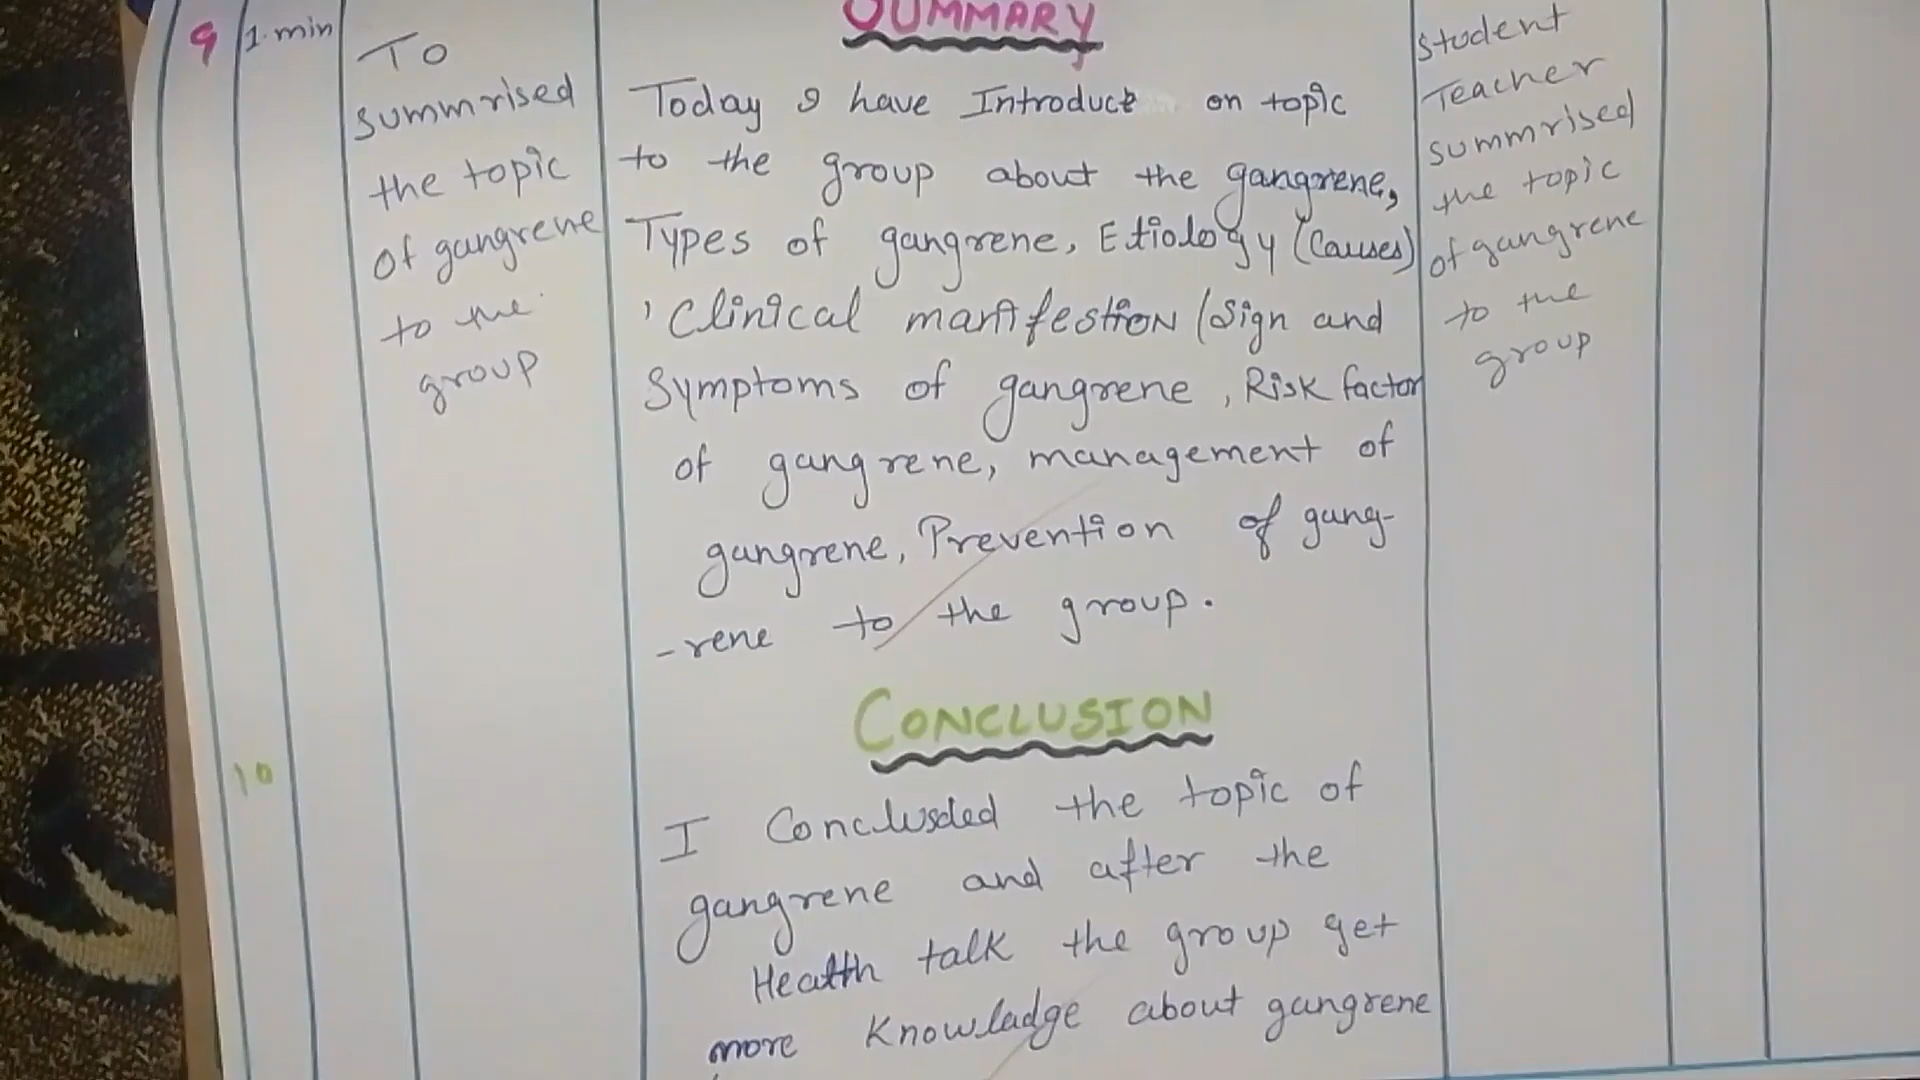 9
1 min
To
summrised
the topic
of gangrene
to the
group
SUMMARY
Today I have Introduct on topic
to the group about the gangrene,
Types of gangrene, Etiology (Causes)
, Clinical manifestion (Sign and
Symptoms of gangrene, Risk factor
of gangrene, management of
gangrene, Prevention of gang-
-rene to the group.
Student
Teacher
summrised
the topic
of gangrene
to the
group
10
CONCLUSION
I Conclusded the topic of
gangrene and after the
Health talk the group get
more Knowladge about gangrene